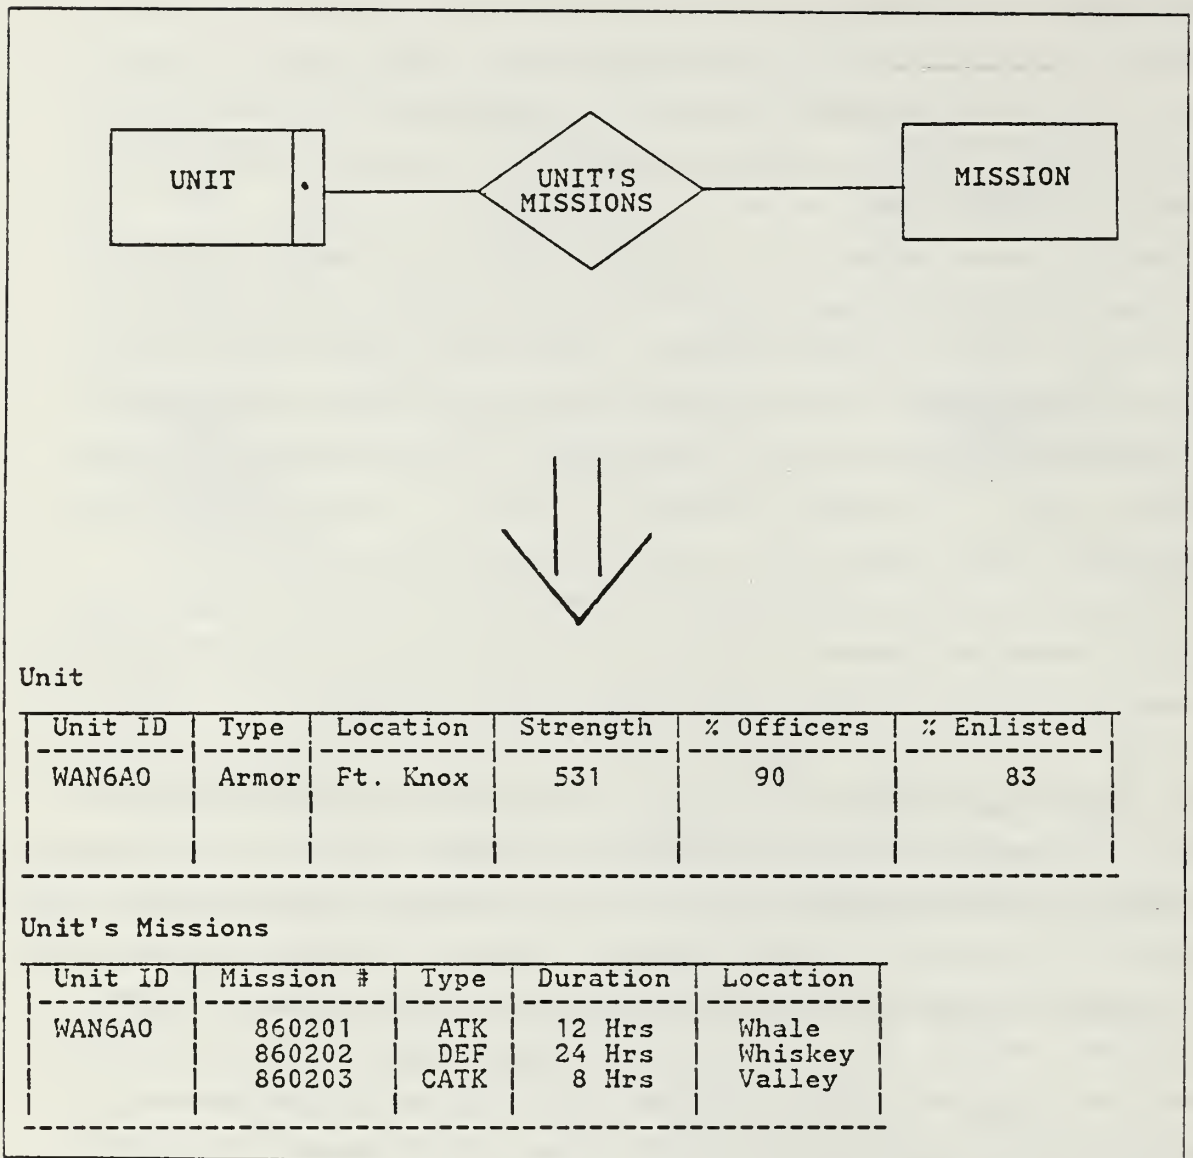 UNIT
UNIT'S
MISSIONS
MISSION
Unit
Unit ID Type Location Strength % Officers % Enlisted
WAN6A0 Armor Ft. Knox 531 90 83
Unit's Missions
Unit ID Mission # Type Duration Location
WAN6A0 860201 ATK 12 Hrs Whale
860202 DEF 24 Hrs Whiskey
860203 CATK 8 Hrs Valley